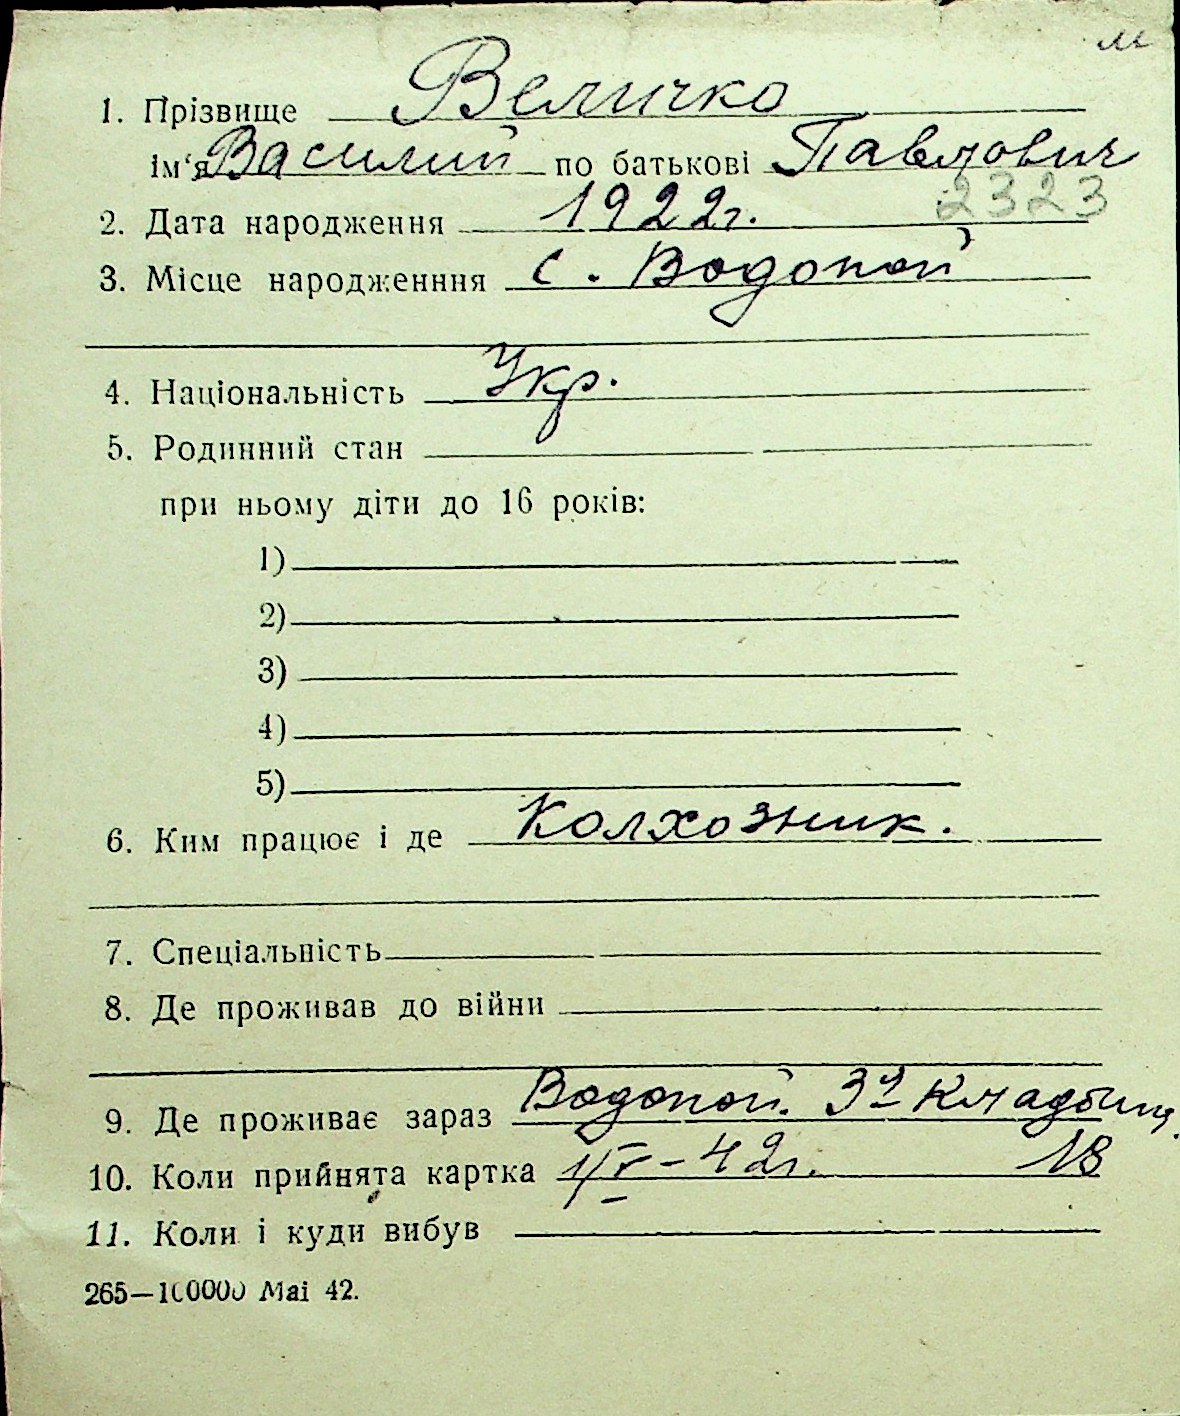 м
1. Прізвище Величко
ім‘я Василий по батькові Павлович
2323
2. Дата народження 1922г.
3. Місце народженння с. Водопой
4. Національність Укр.
5. Родинний стан
при ньому діти до 16 років:
1)
2)
3)
4)
5)
6. Ким працює і де Колхозник.
7. Спеціальність
8. Де проживав до війни
9. Де проживає зараз Водопой. 3я Кладбищ.
10. Коли прийнята картка - 42г. 18
11. Коли і куди вибув
265—100000 Mai 42.